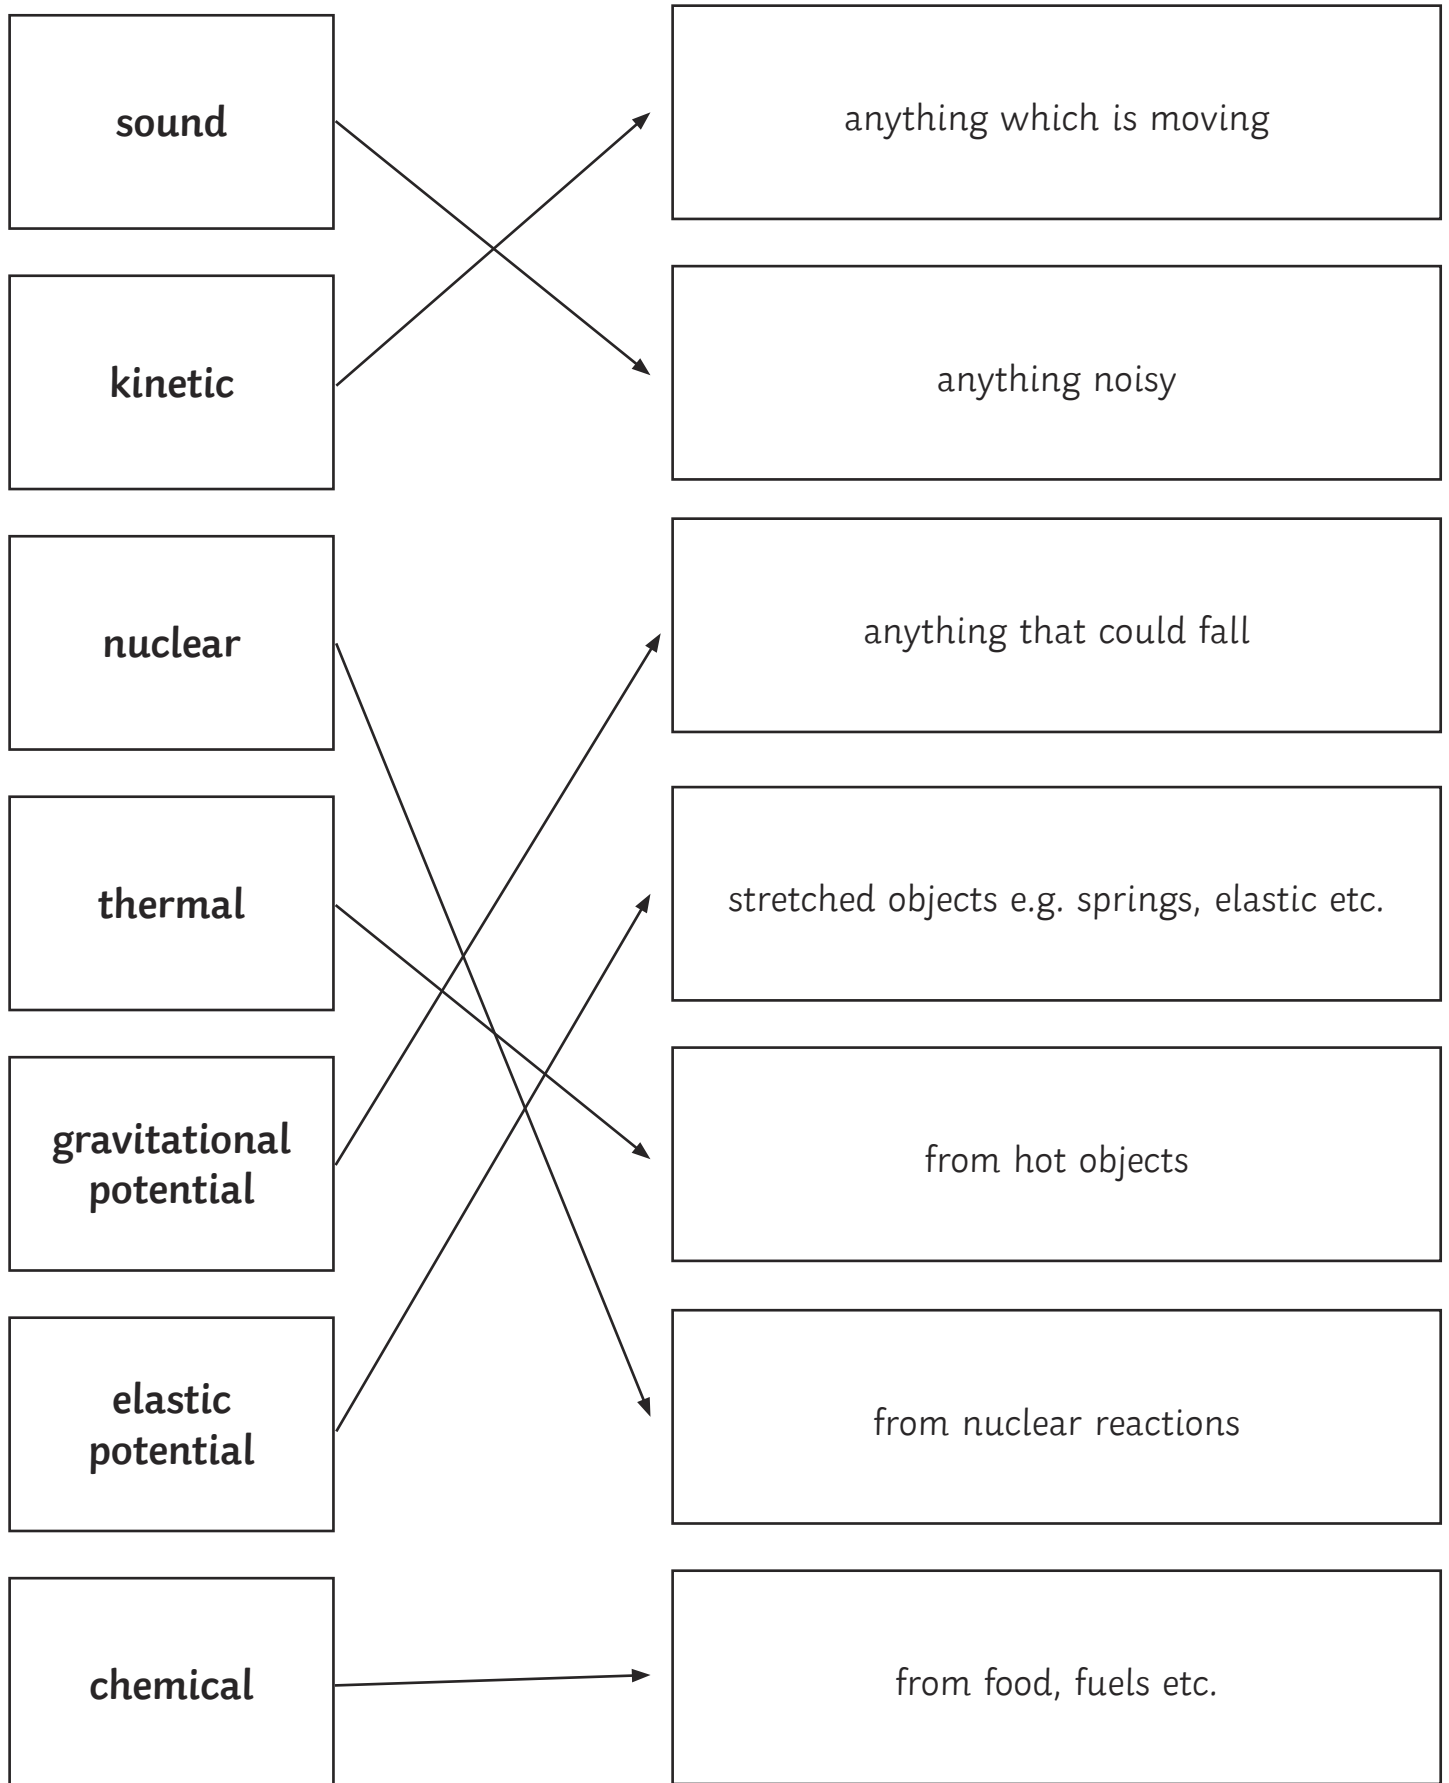 sound
anything which is moving
kinetic
anything noisy
nuclear
anything that could fall
thermal
stretched objects e.g. springs, elastic etc.
gravitational
potential
from hot objects
elastic
potential
from nuclear reactions
chemical
from food, fuels etc.